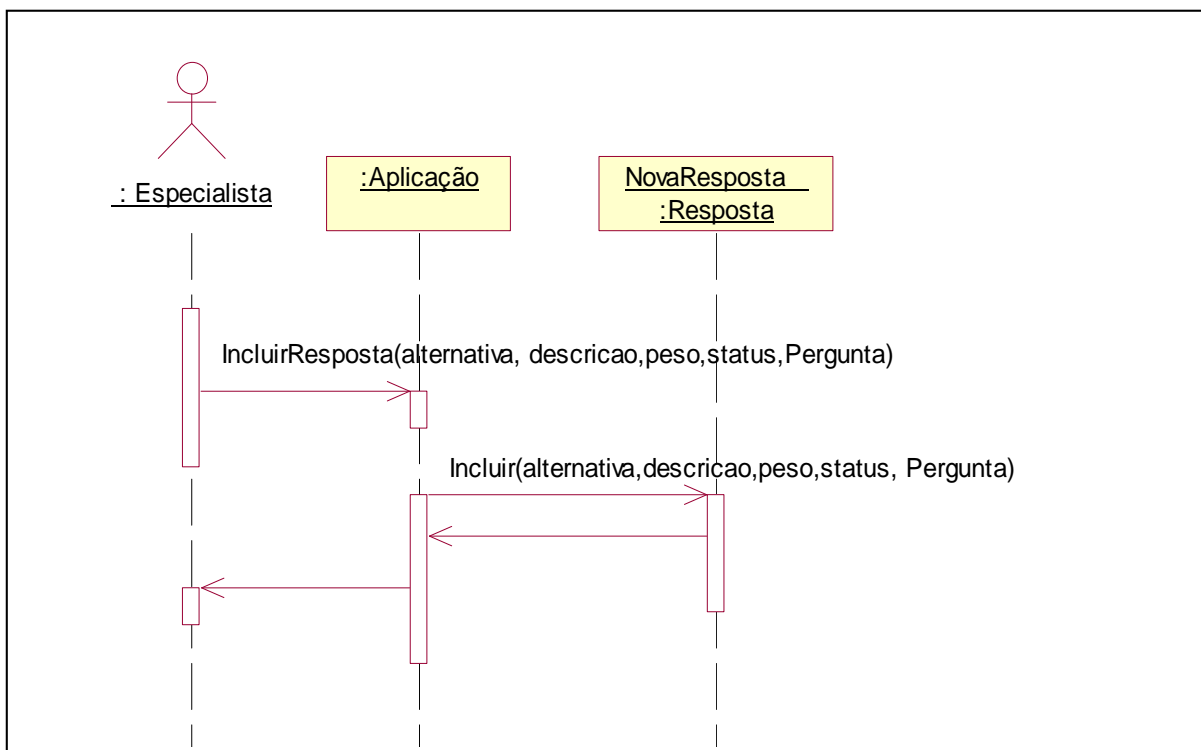 : Especialista
:Aplicação
NovaResposta
:Resposta
IncluirResposta(alternativa, descricao,peso,status,Pergunta)
Incluir(alternativa,descricao,peso,status, Pergunta)